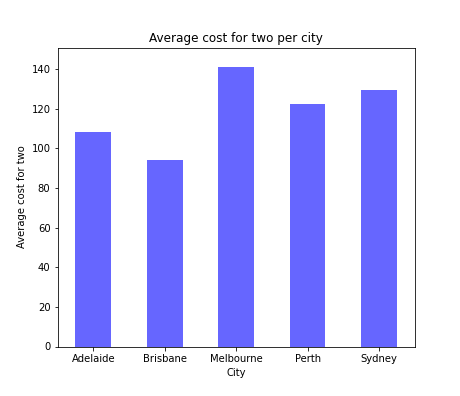 Average cost for two per city
Average cost for two
140
120
100
80
60
40
20
0
Adelaide Brisbane Melbourne Perth Sydney
City